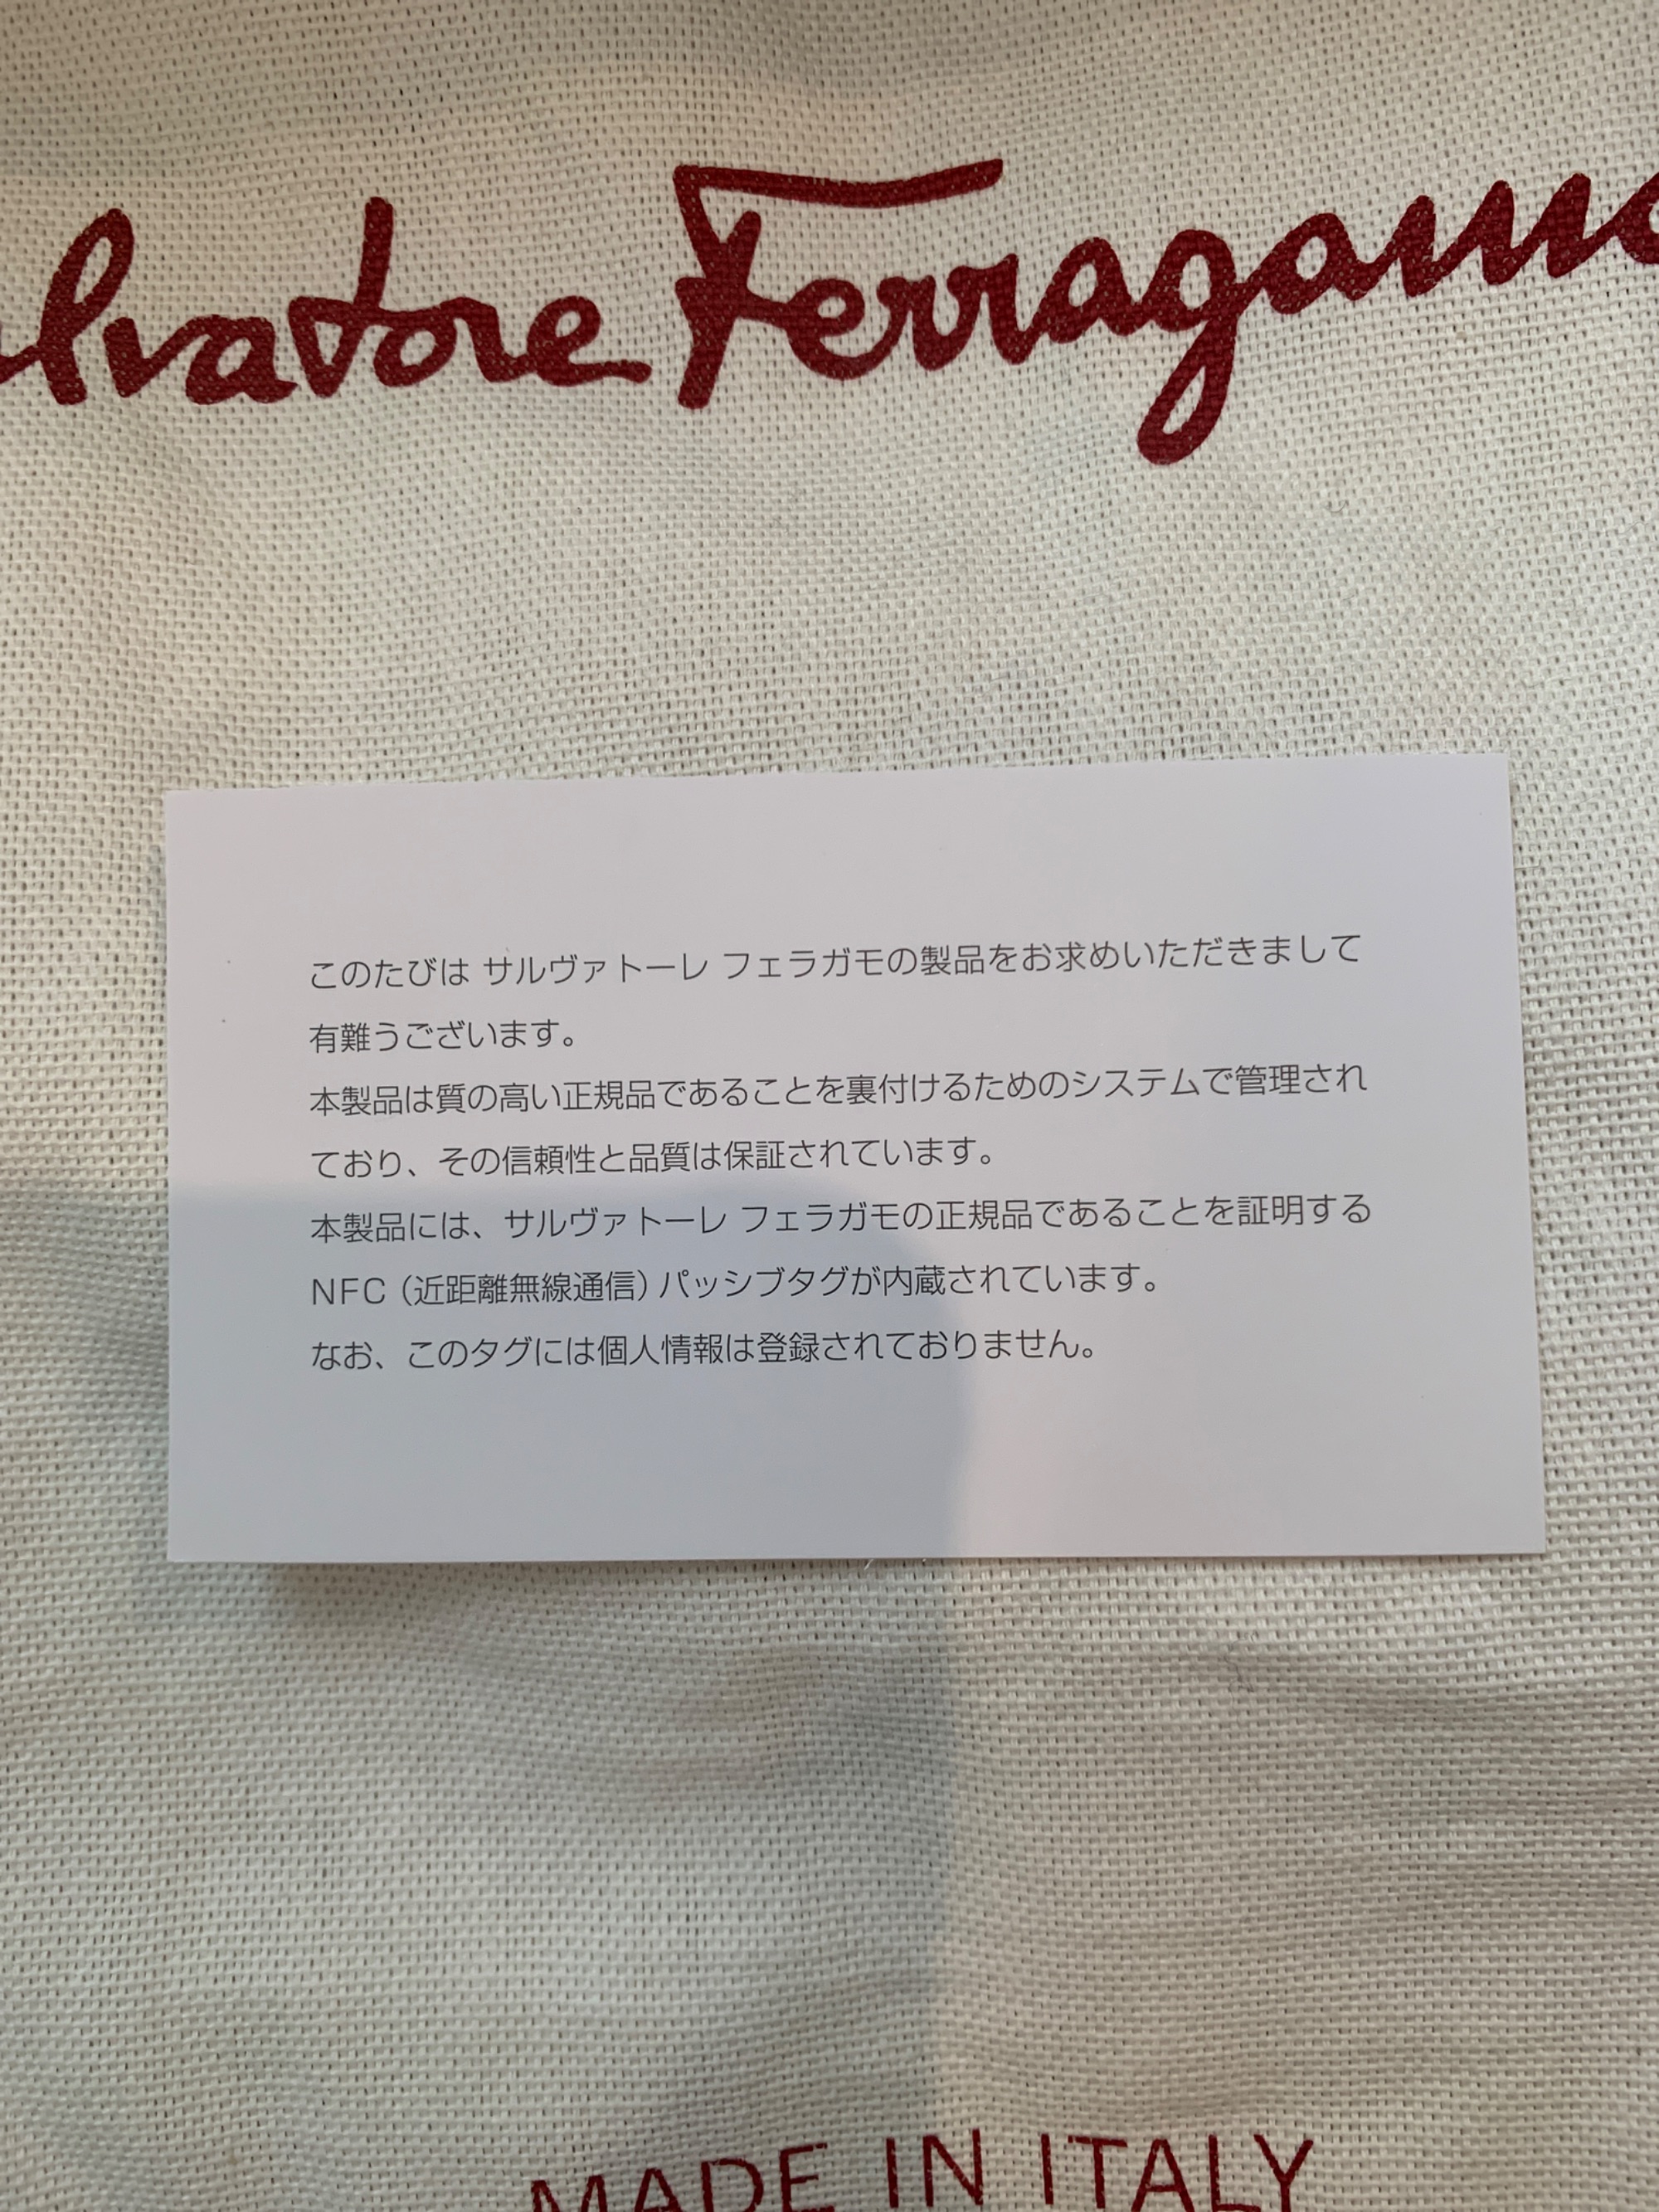 Salvatore Ferragamo
このたびは サルヴァトーレ フェラガモの製品をお求めいただきまして
有難うございます。
本製品は質の高い正規品であることを裏付けるためのシステムで管理され
ており、その信頼性と品質は保証されています。
本製品には、サルヴァトーレ フェラガモの正規品であることを証明する
NFC（近距離無線通信）パッシブタグが内蔵されています。
なお、このタグには個人情報は登録されておりません。
MADE IN ITALY